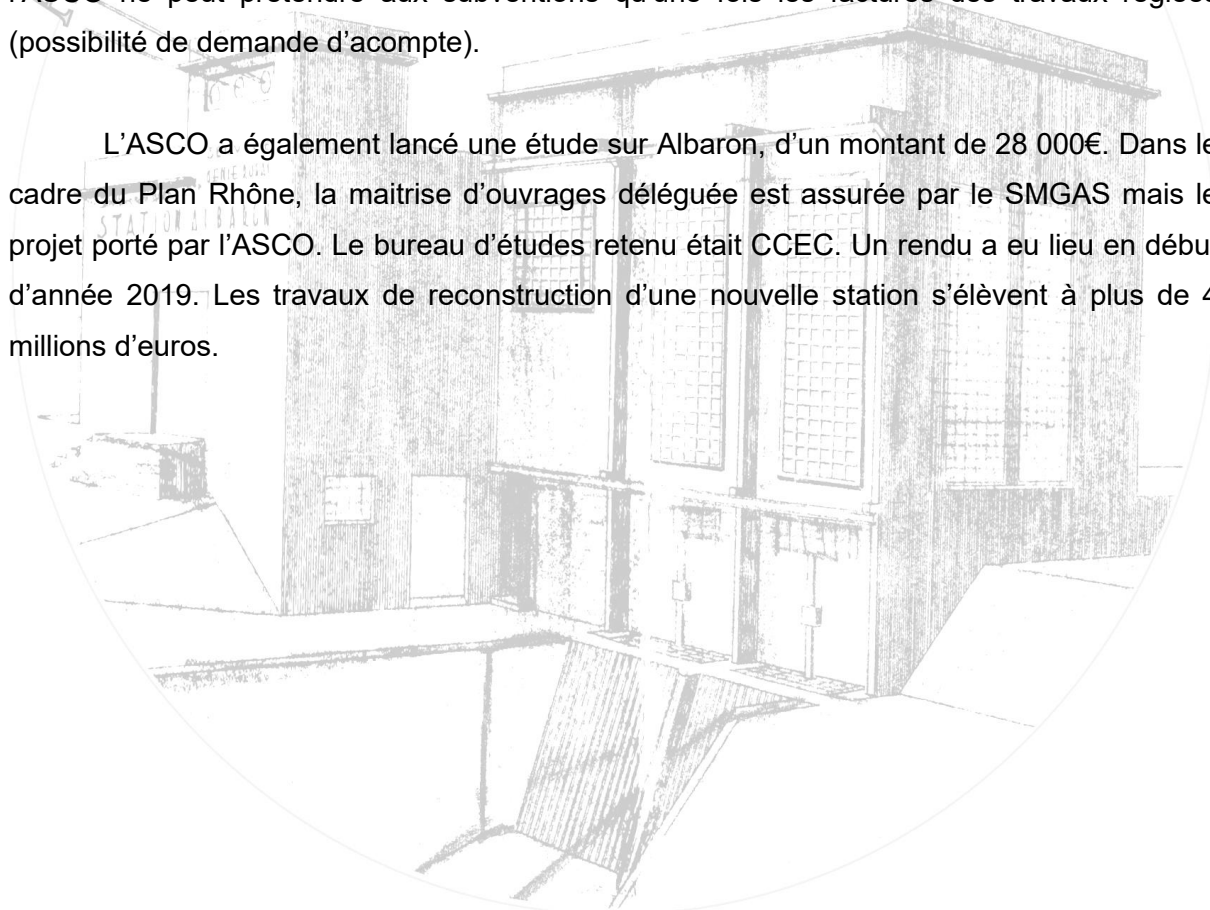 l'ASCO ne peut prétendre aux subventions qu'une fois les factures des travaux réglées
(possibilité de demande d'acompte).
L'ASCO a également lancé une étude sur Albaron, d'un montant de 28 000€. Dans le
cadre du Plan Rhône, la maitrise d'ouvrages déléguée est assurée par le SMGAS mais le
GENIE RURAL
STATION ALBARON
projet porté par l'ASCO. Le bureau d'études retenu était CCEC. Un rendu a eu lieu en débu
d'année 2019. Les travaux de reconstruction d'une nouvelle station s'élèvent à plus de 4
millions d'euros.